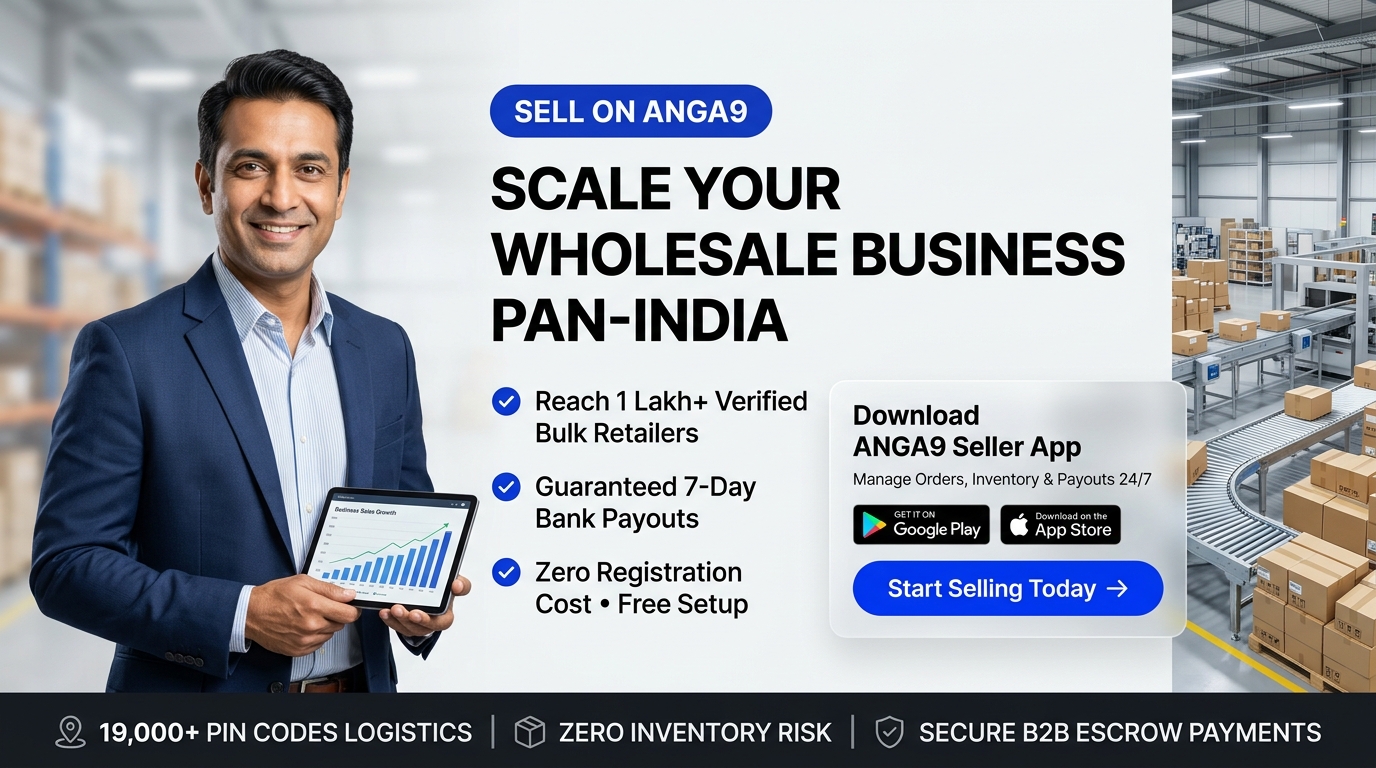 SELL ON ANGA9
SCALE YOUR
WHOLESALE BUSINESS
PAN-INDIA
Reach 1 Lakh+ Verified
Bulk Retailers
Guaranteed 7-Day
Bank Payouts
Zero Registration
Cost • Free Setup
Sales Growth
Download
ANGA9 Seller App
Manage Orders, Inventory & Payouts 24/7
GET IT ON
Google Play
Download on the
App Store
Start Selling Today →
19,000+ PIN CODES LOGISTICS | ZERO INVENTORY RISK | SECURE B2B ESCROW PAYMENTS